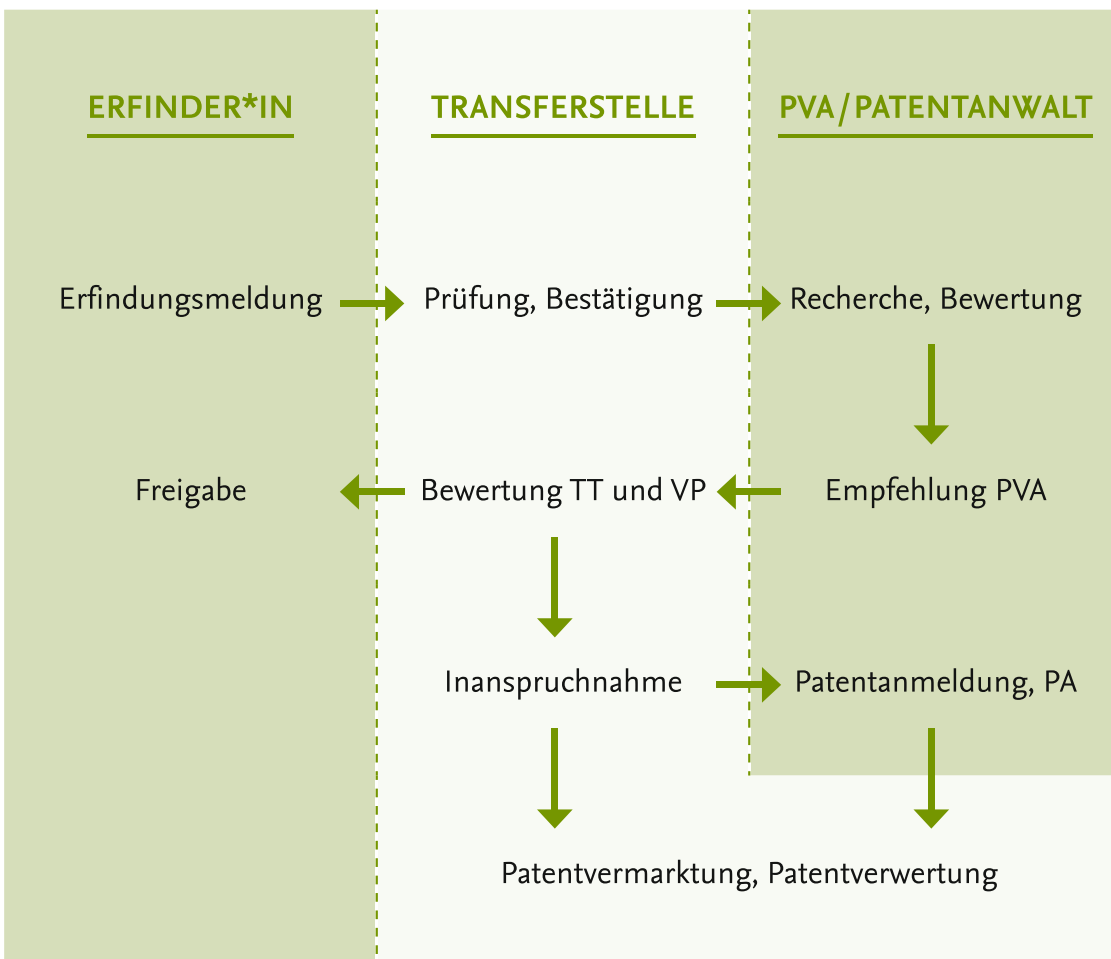 ERFINDER*IN
TRANSFERSTELLE
PVA/PATENTANWALT
Erfindungsmeldung
Prüfung, Bestätigung
Recherche, Bewertung
Freigabe
Bewertung TT und VP
Empfehlung PVA
Inanspruchnahme
Patentanmeldung, PA
Patentvermarktung, Patentverwertung